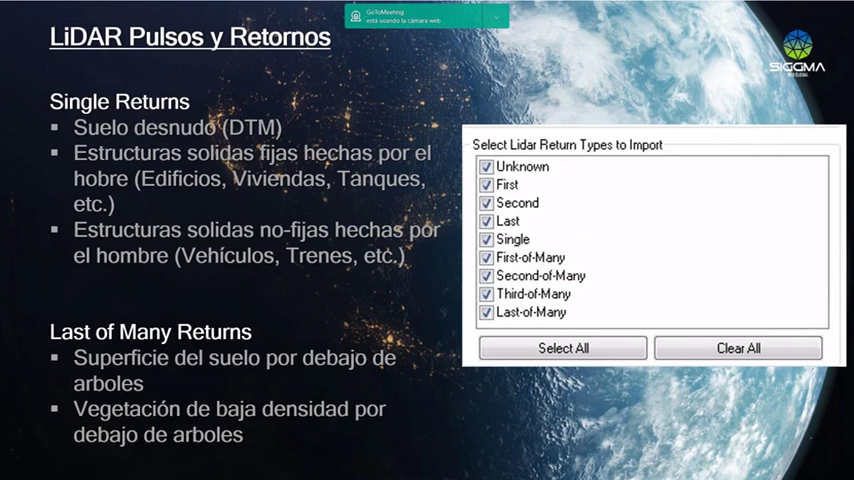 GoToMeeting
está usando la cámara web
LiDAR Pulsos y Retornos
SIGGMA
Single Returns
▪ Suelo desnudo (DTM)
▪ Estructuras solidas fijas hechas por el
hobre (Edificios, Viviendas, Tanques,
etc.)
▪ Estructuras solidas no-fijas hechas por
el hombre (Vehículos, Trenes, etc.)
Last of Many Returns
▪ Superficie del suelo por debajo de
arboles
▪ Vegetación de baja densidad por
debajo de arboles
Select Lidar Return Types to Import
Unknown
First
Second
Last
Single
First-of-Many
Second-of-Many
Third-of-Many
Last-of-Many
Select All
Clear All